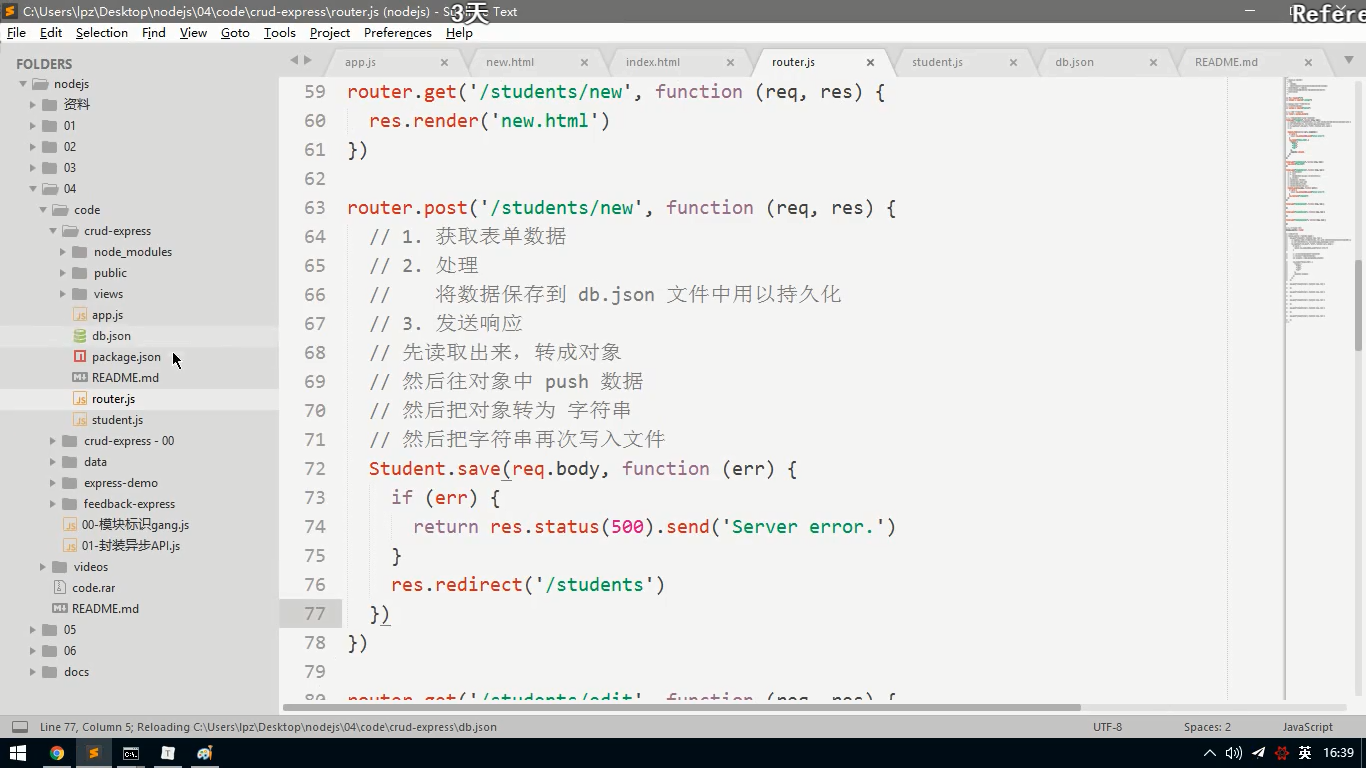 C:\Users\lpz\Desktop\nodejs\04\code\crud-express\router.js (nodejs) - Text
3天
Refere
File Edit Selection Find View Goto Tools Project Preferences Help
FOLDERS
nodejs
资料
01
02
03
04
code
crud-express
node_modules
public
views
app.js
db.json
package.json
README.md
router.js
student.js
crud-express - 00
data
express-demo
feedback-express
00-模块标识gang.js
01-封装异步API.js
videos
code.rar
README.md
05
06
docs
app.js new.html index.html router.js student.js db.json README.md
59 router.get('/students/new', function (req, res) {
60 res.render('new.html')
61 })
62
63 router.post('/students/new', function (req, res) {
64 // 1. 获取表单数据
65 // 2. 处理
66 // 将数据保存到 db.json 文件中用以持久化
67 // 3. 发送响应
68 // 先读取出来，转成对象
69 // 然后往对象中 push 数据
70 // 然后把对象转为 字符串
71 // 然后把字符串再次写入文件
72 Student.save(req.body, function (err) {
73 if (err) {
74 return res.status(500).send('Server error.')
75 }
76 res.redirect('/students')
77 })
78 })
79
80 router.get('/students/edit', function (req, res) {
Line 77, Column 5; Reloading C:\Users\lpz\Desktop\nodejs\04\code\crud-express\db.json UTF-8 Spaces: 2 JavaScript
英 16:39